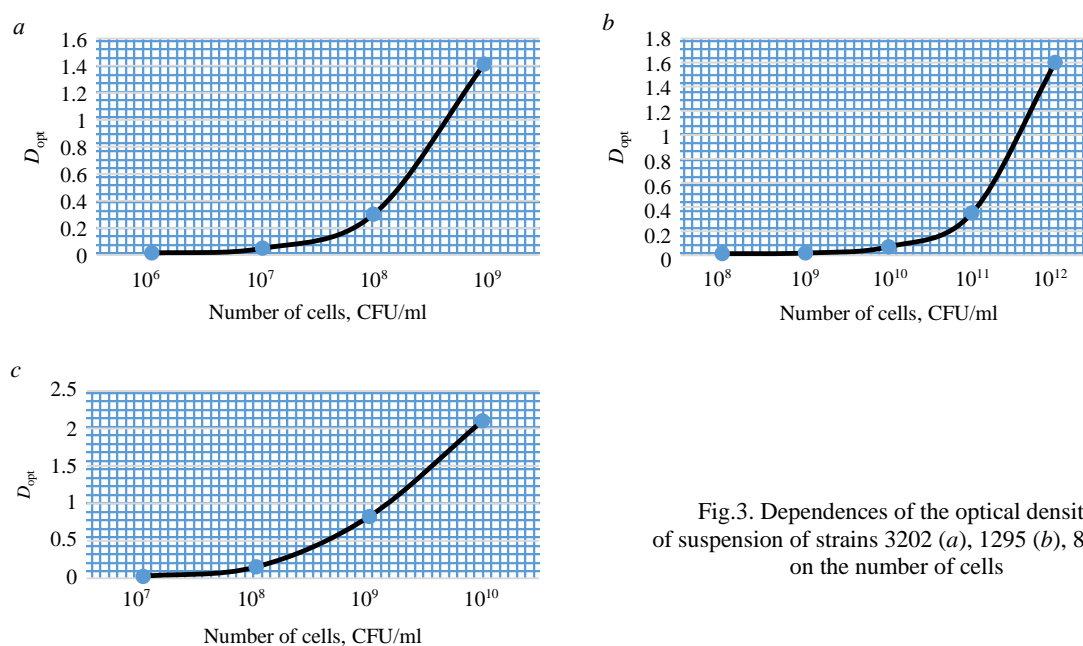 a
1.6
1.4
1.2
1
0.8
0.6
0.4
0.2
0
D_opt
10⁶ 10⁷ 10⁸ 10⁹
Number of cells, CFU/ml
b
1.8
1.6
1.4
1.2
1
0.8
0.6
0.4
0.2
0
D_opt
10⁸ 10⁹ 10¹⁰ 10¹¹ 10¹²
Number of cells, CFU/ml
c
2.5
2
1.5
1
0.5
0
D_opt
10⁷ 10⁸ 10⁹ 10¹⁰
Number of cells, CFU/ml
Fig.3. Dependences of the optical densit
of suspension of strains 3202 (a), 1295 (b), 8
on the number of cells